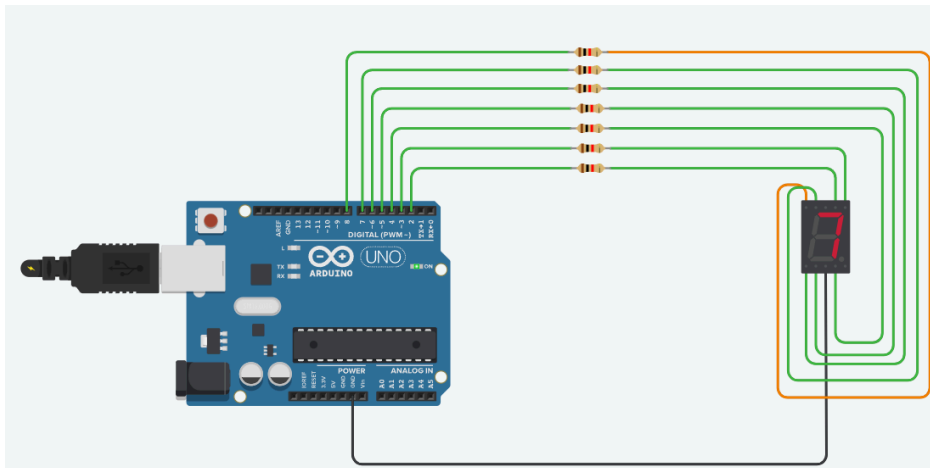 AREF
GND
13
12
~11
~10
~9
8
7
~6
~5
4
~3
2
TX→1
RX←0
DIGITAL (PWM~)
L
TX
RX
UNO
ARDUINO
ON
7
POWER
ANALOG IN
IOREF
RESET
3.3V
5V
GND
GND
Vin
A0
A1
A2
A3
A4
A5